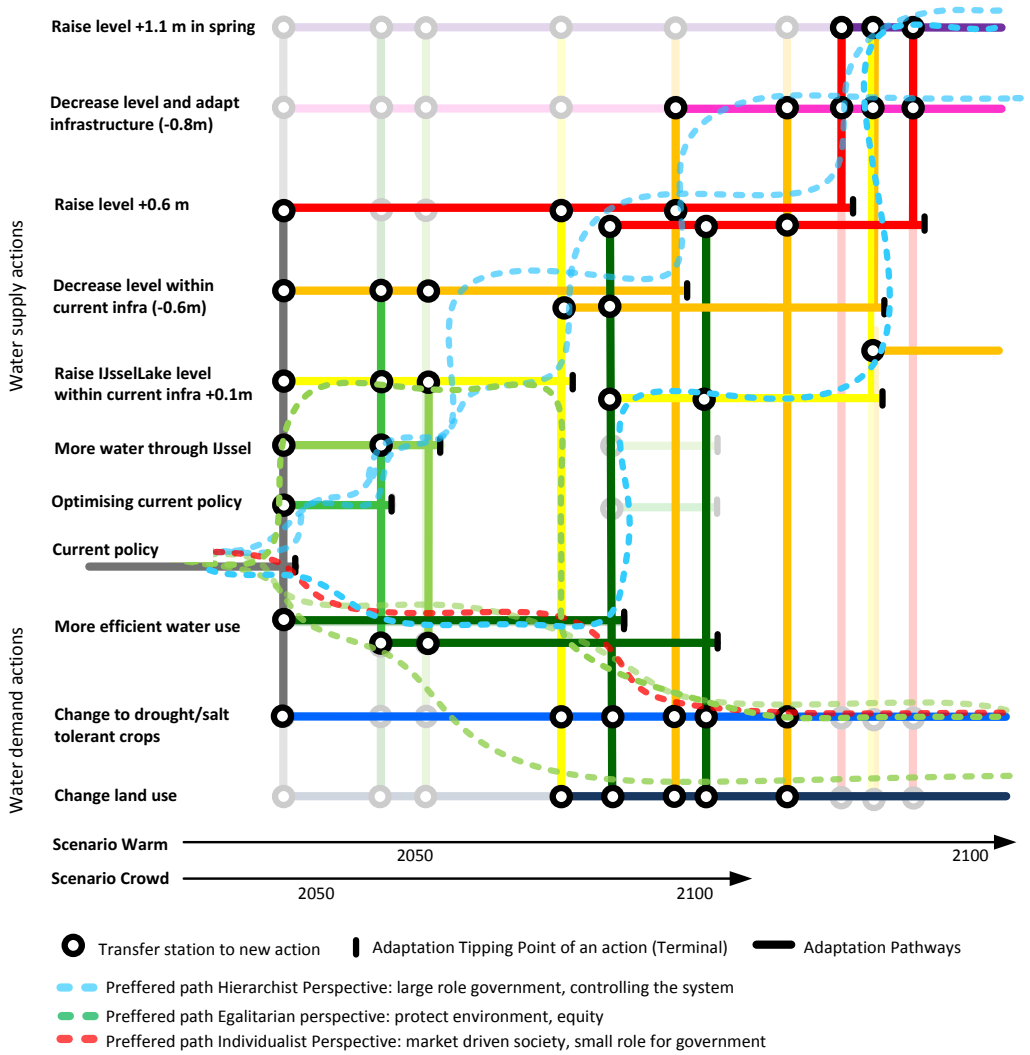 Raise level +1.1 m in spring
Decrease level and adapt
infrastructure (-0.8m)
Raise level +0.6 m
Decrease level within
current infra (-0.6m)
Raise IJsselLake level
within current infra +0.1m
More water through IJssel
Optimising current policy
Current policy
More efficient water use
Change to drought/salt
tolerant crops
Change land use
Water supply actions
Water demand actions
Scenario Warm
2050
2100
Scenario Crowd
2050
2100
Transfer station to new action
Adaptation Tipping Point of an action (Terminal)
Adaptation Pathways
Preffered path Hierarchist Perspective: large role government, controlling the system
Preffered path Egalitarian perspective: protect environment, equity
Preffered path Individualist Perspective: market driven society, small role for government